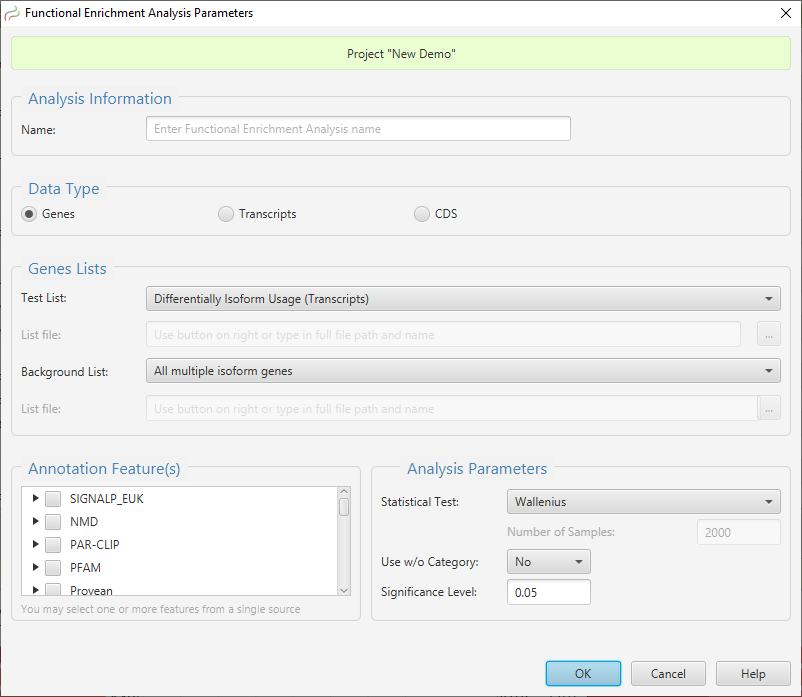 Functional Enrichment Analysis Parameters
Project "New Demo"
Analysis Information
Name: Enter Functional Enrichment Analysis name
Data Type
Genes Transcripts CDS
Genes Lists
Test List: Differentially Isoform Usage (Transcripts)
List file: Use button on right or type in full file path and name ...
Background List: All multiple isoform genes
List file: Use button on right or type in full file path and name ...
Annotation Feature(s)
SIGNALP_EUK
NMD
PAR-CLIP
PFAM
Provean
You may select one or more features from a single source
Analysis Parameters
Statistical Test: Wallenius
Number of Samples: 2000
Use w/o Category: No
Significance Level: 0.05
OK Cancel Help